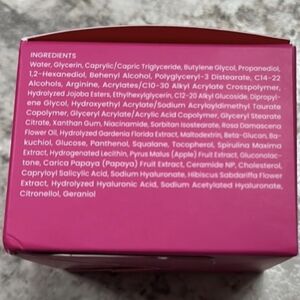 INGREDIENTS
Water, Glycerin, Caprylic/Capric Triglyceride, Butylene Glycol, Propanediol,
1,2-Hexanediol, Behenyl Alcohol, Polyglyceryl-3 Distearate, C14-22
Alcohols, Arginine, Acrylates/C10-30 Alkyl Acrylate Crosspolymer,
Hydrolyzed Jojoba Esters, Ethylhexylglycerin, C12-20 Alkyl Glucoside, Dipropyl-
ene Glycol, Hydroxyethyl Acrylate/Sodium Acryloyldimethyl Taurate
Copolymer, Glyceryl Acrylate/Acrylic Acid Copolymer, Glyceryl Stearate
Citrate, Xanthan Gum, Niacinamide, Sorbitan Isostearate, Rosa Damascena
Flower Oil, Hydrolyzed Gardenia Florida Extract, Maltodextrin, Beta-Glucan, Ba-
kuchiol, Glucose, Panthenol, Squalane, Tocopherol, Spirulina Maxima
Extract, Hydrogenated Lecithin, Pyrus Malus (Apple) Fruit Extract, Gluconolac-
tone, Carica Papaya (Papaya) Fruit Extract, Ceramide NP, Cholesterol,
Capryloyl Salicylic Acid, Sodium Hyaluronate, Hibiscus Sabdariffa Flower
Extract, Hydrolyzed Hyaluronic Acid, Sodium Acetylated Hyaluronate,
Citronellol, Geraniol